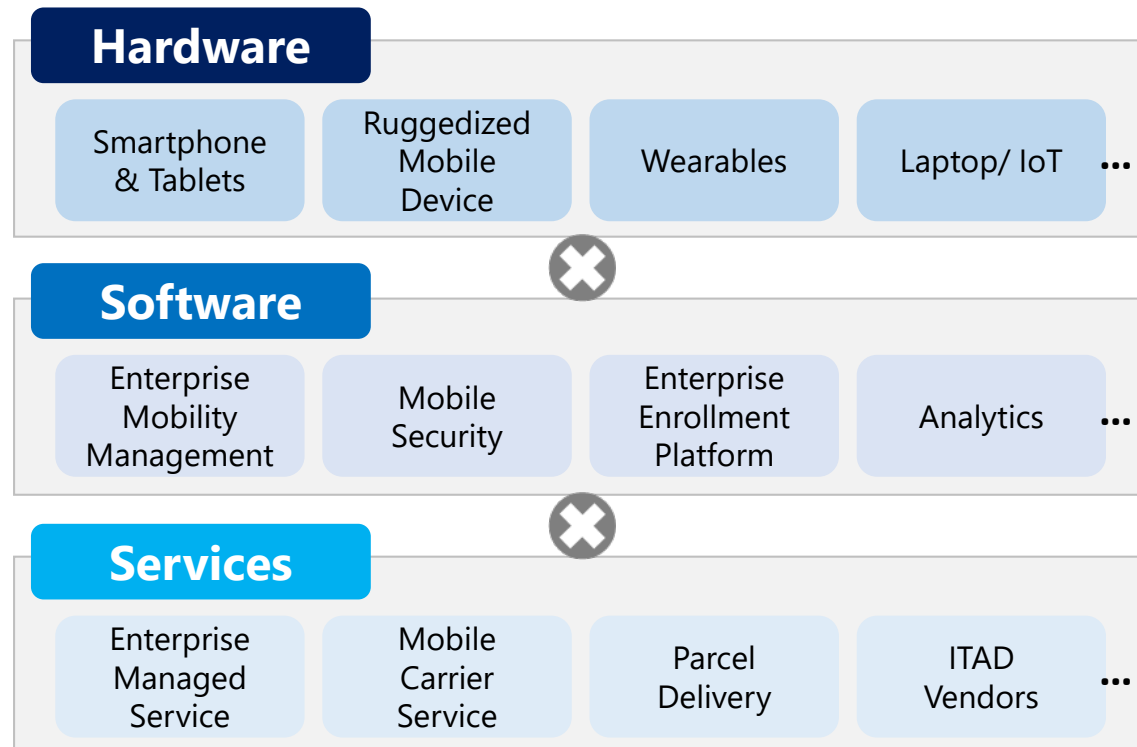 Hardware
Smartphone
& Tablets
Ruggedized
Mobile
Device
Wearables
Laptop/ IoT
...
Software
Enterprise
Mobility
Management
Mobile
Security
Enterprise
Enrollment
Platform
Analytics
...
Services
Enterprise
Managed
Service
Mobile
Carrier
Service
Parcel
Delivery
ITAD
Vendors
...